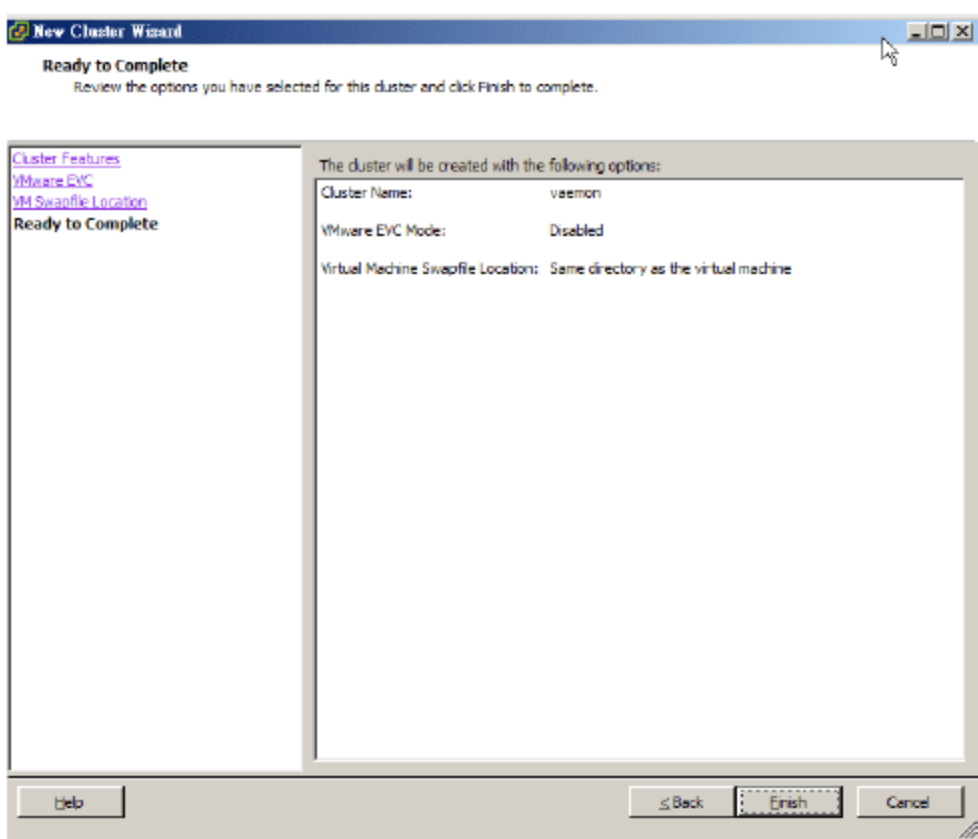 New Cluster Wizard
Ready to Complete
Review the options you have selected for this cluster and click Finish to complete.
Cluster Features
VMware EVC
VM Swapfile Location
Ready to Complete
The cluster will be created with the following options:
Cluster Name: vaemon
VMware EVC Mode: Disabled
Virtual Machine Swapfile Location: Same directory as the virtual machine
Help
≤ Back
Finish
Cancel